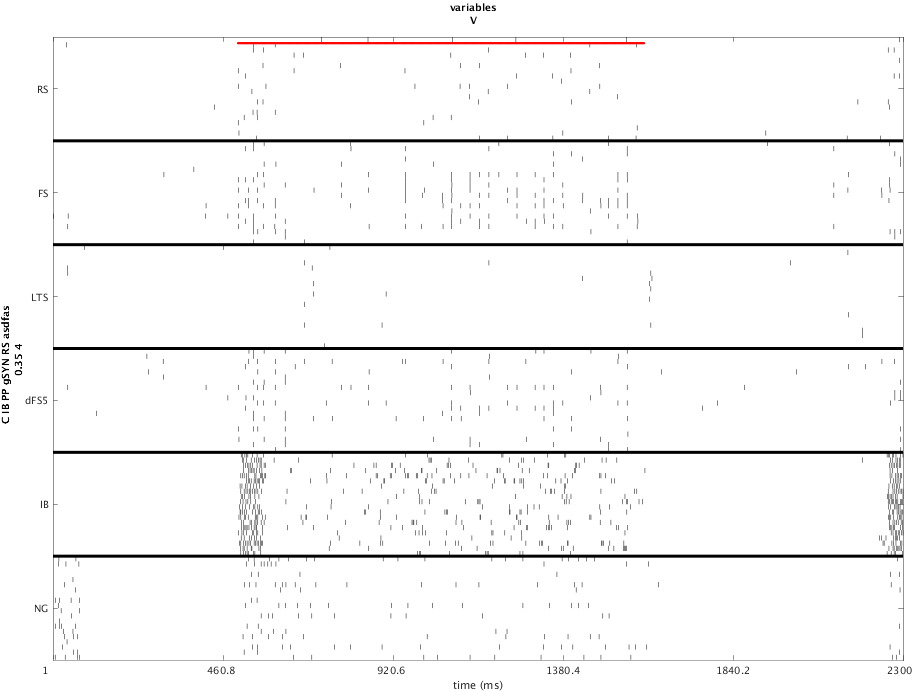 variables
V
RS
FS
LTS
dFS5
IB
NG
C IB PP gSYN RS asdfas
0.35 4
1
460.8
920.6
1380.4
1840.2
2300
time (ms)